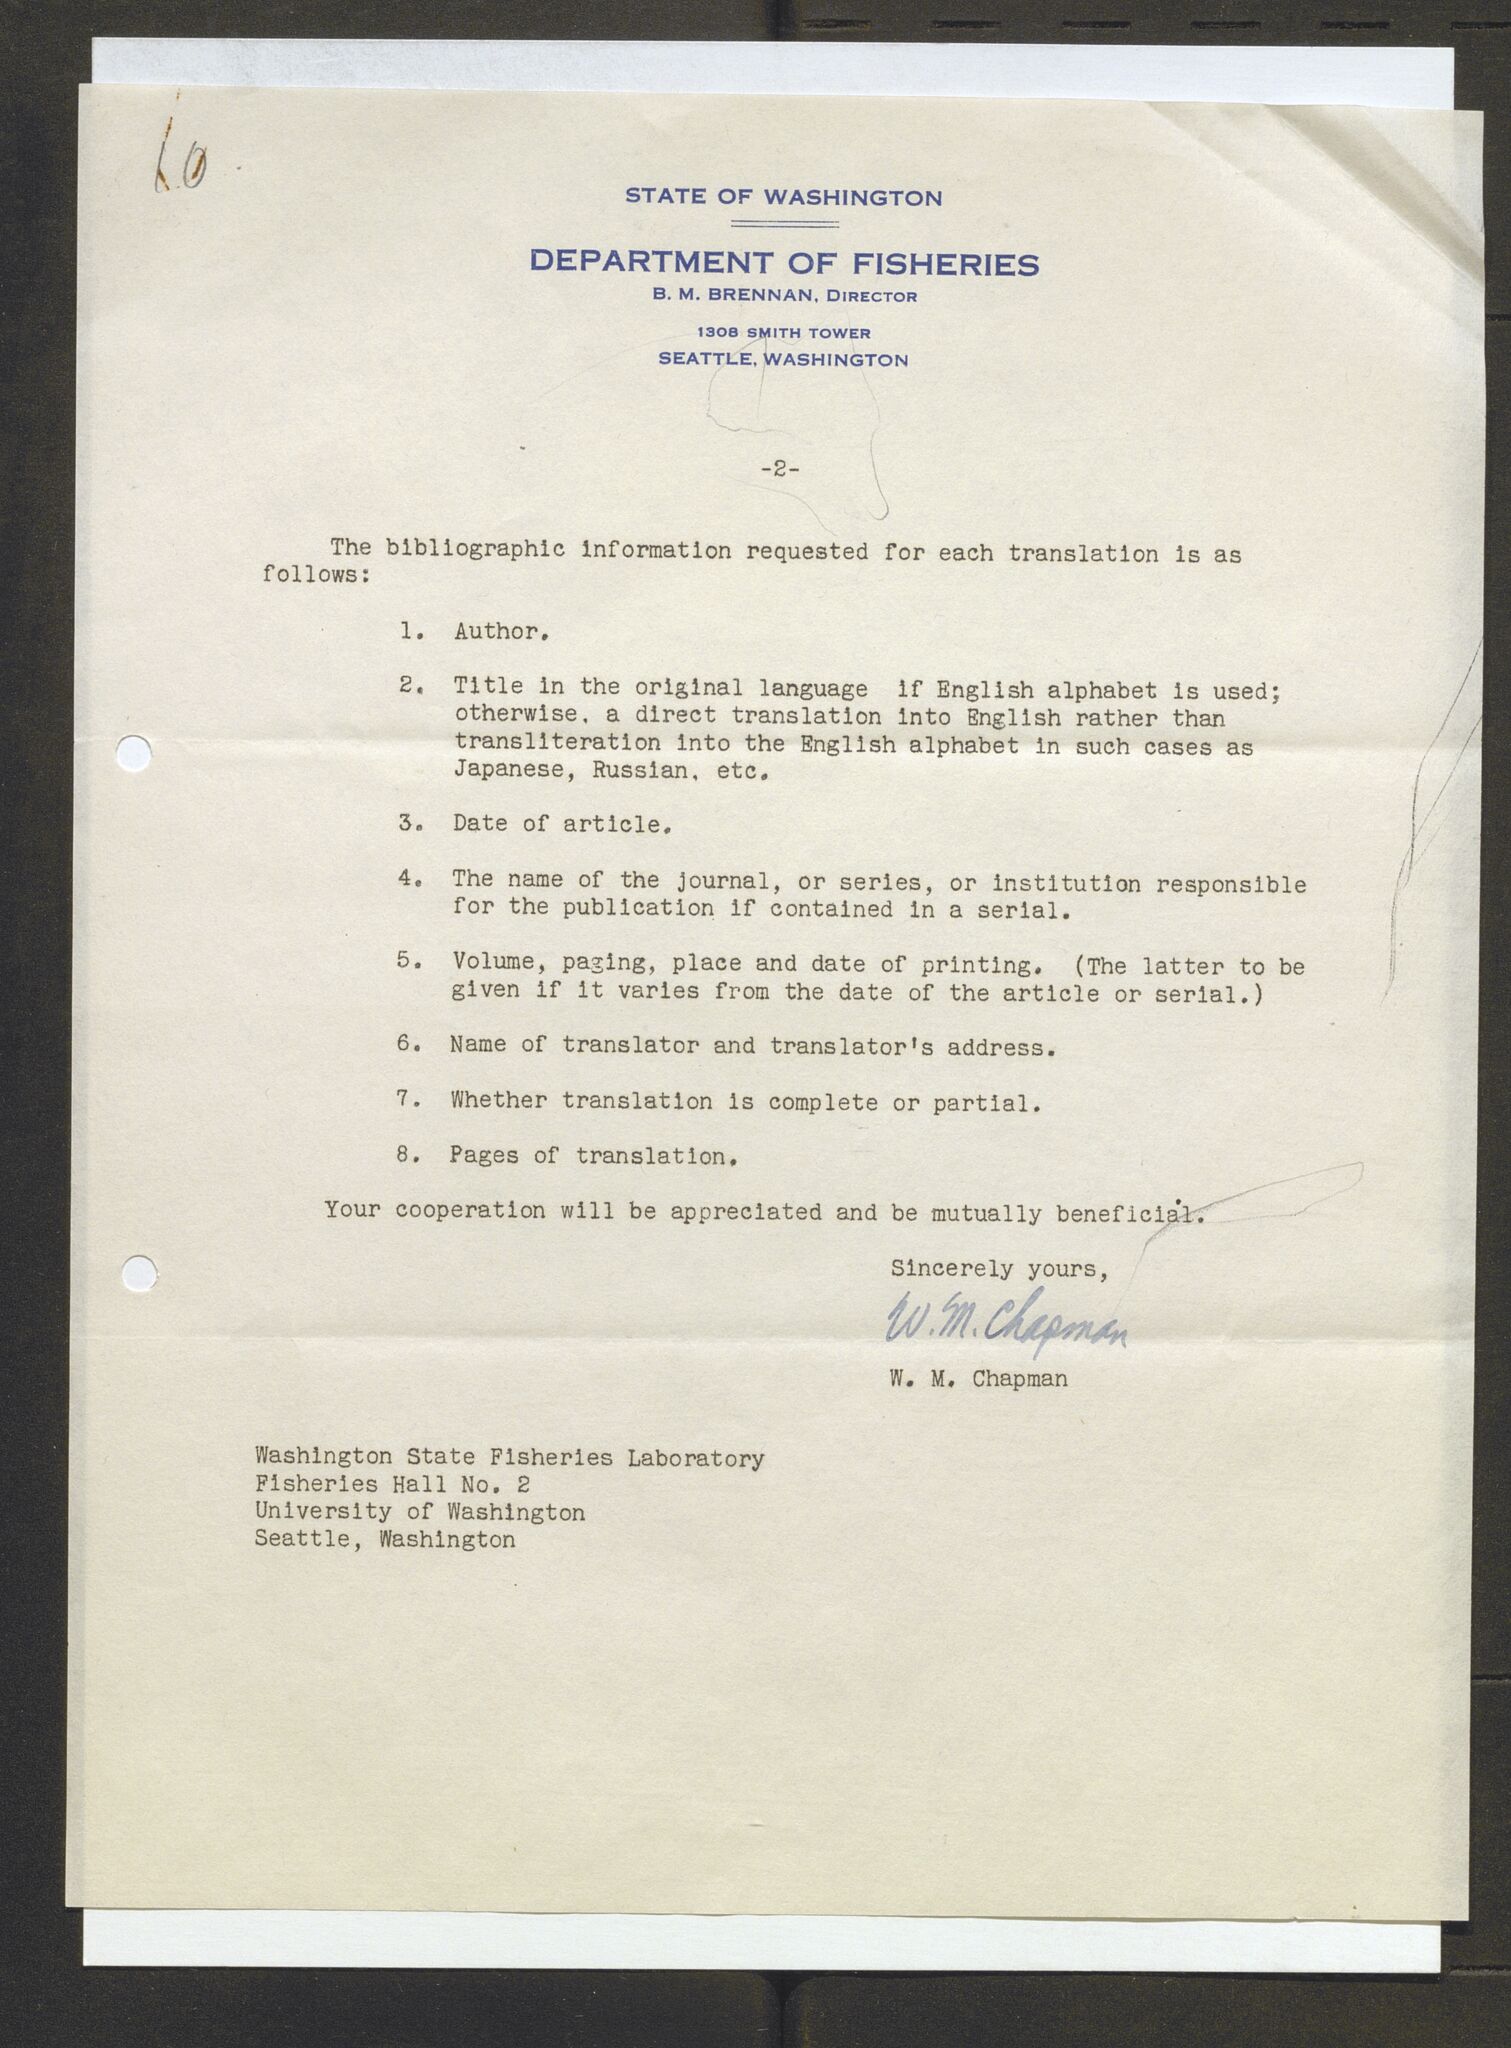 60
STATE OF WASHINGTON
DEPARTMENT OF FISHERIES
B. M. BRENNAN, DIRECTOR
1308 SMITH TOWER
SEATTLE, WASHINGTON
-2-
The bibliographic information requested for each translation is as
follows:
1. Author.
2. Title in the original language if English alphabet is used;
otherwise, a direct translation into English rather than
transliteration into the English alphabet in such cases as
Japanese, Russian, etc.
3. Date of article.
4. The name of the journal, or series, or institution responsible
for the publication if contained in a serial.
5. Volume, paging, place and date of printing. (The latter to be
given if it varies from the date of the article or serial.)
6. Name of translator and translator's address.
7. Whether translation is complete or partial.
8. Pages of translation.
Your cooperation will be appreciated and be mutually beneficial.
Sincerely yours,
W. M. Chapman
W. M. Chapman
Washington State Fisheries Laboratory
Fisheries Hall No. 2
University of Washington
Seattle, Washington